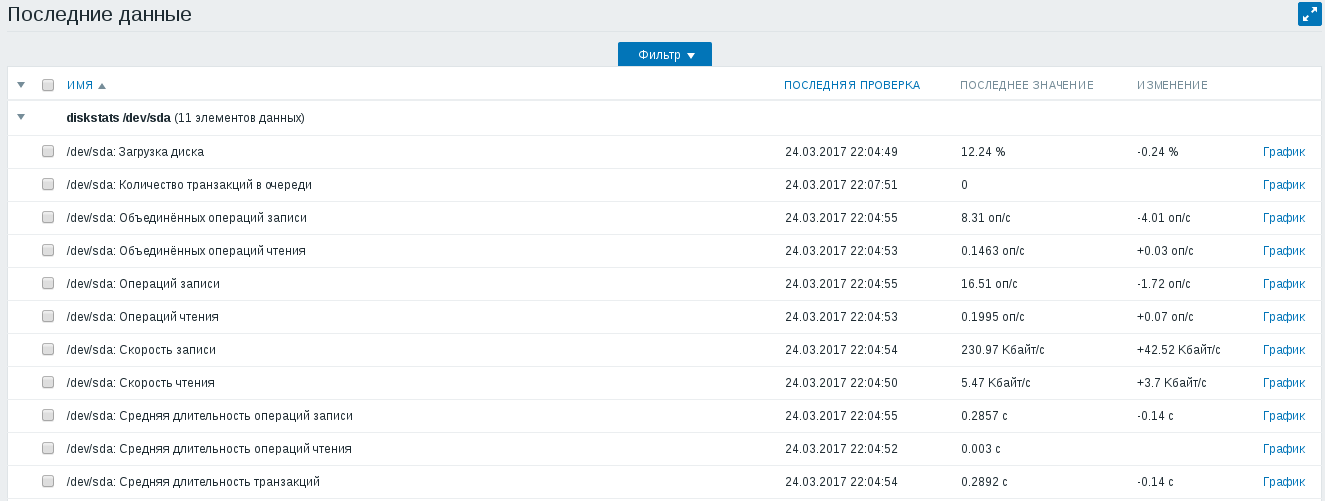 Последние данные
Фильтр
ИМЯ ПОСЛЕДНЯЯ ПРОВЕРКА ПОСЛЕДНЕЕ ЗНАЧЕНИЕ ИЗМЕНЕНИЕ
diskstats /dev/sda (11 элементов данных)
/dev/sda: Загрузка диска 24.03.2017 22:04:49 12.24 % -0.24 % График
/dev/sda: Количество транзакций в очереди 24.03.2017 22:07:51 0 График
/dev/sda: Объединённых операций записи 24.03.2017 22:04:55 8.31 оп/с -4.01 оп/с График
/dev/sda: Объединённых операций чтения 24.03.2017 22:04:53 0.1463 оп/с +0.03 оп/с График
/dev/sda: Операций записи 24.03.2017 22:04:55 16.51 оп/с -1.72 оп/с График
/dev/sda: Операций чтения 24.03.2017 22:04:53 0.1995 оп/с +0.07 оп/с График
/dev/sda: Скорость записи 24.03.2017 22:04:54 230.97 Кбайт/с +42.52 Кбайт/с График
/dev/sda: Скорость чтения 24.03.2017 22:04:50 5.47 Кбайт/с +3.7 Кбайт/с График
/dev/sda: Средняя длительность операций записи 24.03.2017 22:04:55 0.2857 с -0.14 с График
/dev/sda: Средняя длительность операций чтения 24.03.2017 22:04:52 0.003 с График
/dev/sda: Средняя длительность транзакций 24.03.2017 22:04:54 0.2892 с -0.14 с График